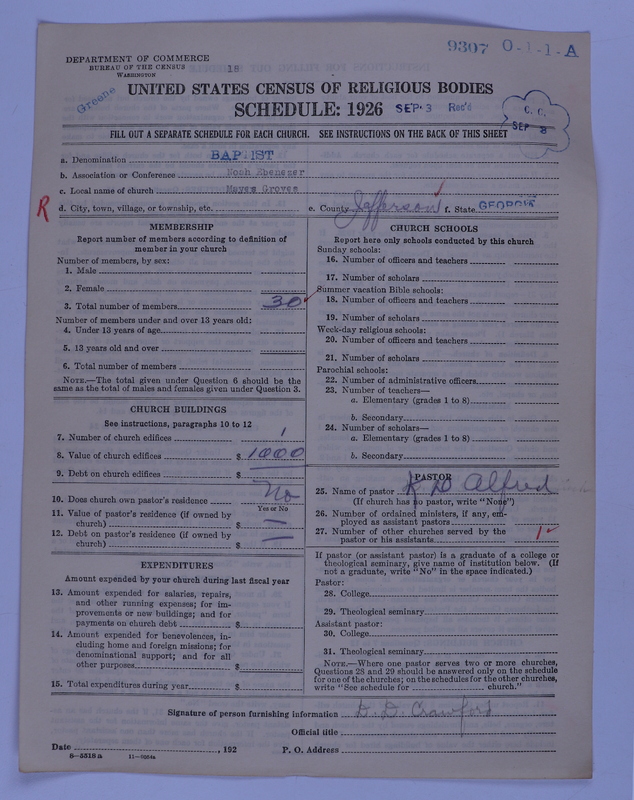 9307 O-1-1-A
DEPARTMENT OF COMMERCE
BUREAU OF THE CENSUS
WASHINGTON
18
Greene
UNITED STATES CENSUS OF RELIGIOUS BODIES
SCHEDULE: 1926 SEP 3 Rec'd
C. C.
SEP 3
FILL OUT A SEPARATE SCHEDULE FOR EACH CHURCH. SEE INSTRUCTIONS ON THE BACK OF THIS SHEET
a. Denomination BAPTIST
b. Association or Conference Noah Ebenezer
c. Local name of church Mayes Grove
R
d. City, town, village, or township, etc. e. County Jefferson f. State GEORGIA
MEMBERSHIP
Report number of members according to definition of
member in your church
Number of members, by sex:
1. Male
2. Female
3. Total number of members 30
Number of members under and over 13 years old:
4. Under 13 years of age
5. 13 years old and over
6. Total number of members
NOTE.—The total given under Question 6 should be the
same as the total of males and females given under Question 3.
CHURCH BUILDINGS
See instructions, paragraphs 10 to 12
7. Number of church edifices 1
8. Value of church edifices $ 1000
9. Debt on church edifices $
10. Does church own pastor's residence No
Yes or No
11. Value of pastor's residence (if owned by
church) $ —
12. Debt on pastor's residence (if owned by
church) $ —
EXPENDITURES
Amount expended by your church during last fiscal year
13. Amount expended for salaries, repairs,
and other running expenses; for im-
provements or new buildings; and for
payments on church debt $
14. Amount expended for benevolences, in-
cluding home and foreign missions; for
denominational support; and for all
other purposes $
15. Total expenditures during year $
CHURCH SCHOOLS
Report here only schools conducted by this church
Sunday schools:
16. Number of officers and teachers
17. Number of scholars
Summer vacation Bible schools:
18. Number of officers and teachers
19. Number of scholars
Week-day religious schools:
20. Number of officers and teachers
21. Number of scholars
Parochial schools:
22. Number of administrative officers
23. Number of teachers—
a. Elementary (grades 1 to 8)
b. Secondary
24. Number of scholars—
a. Elementary (grades 1 to 8)
b. Secondary
PASTOR
25. Name of pastor R D Alfred
(If church has no pastor, write "None")
26. Number of ordained ministers, if any, em-
ployed as assistant pastors
27. Number of other churches served by the
pastor or his assistants 1
If pastor (or assistant pastor) is a graduate of a college or
theological seminary, give name of institution below. (If
not a graduate, write "No" in the space indicated.)
Pastor:
28. College
29. Theological seminary
Assistant pastor:
30. College
31. Theological seminary
NOTE.—Where one pastor serves two or more churches,
Questions 28 and 29 should be answered only on the schedule
for one of the churches; on the schedules for the other churches,
write "See schedule for church."
Signature of person furnishing information D. D. Crawford
Official title
Date , 192 P. O. Address
8—5318 a 11—9884a